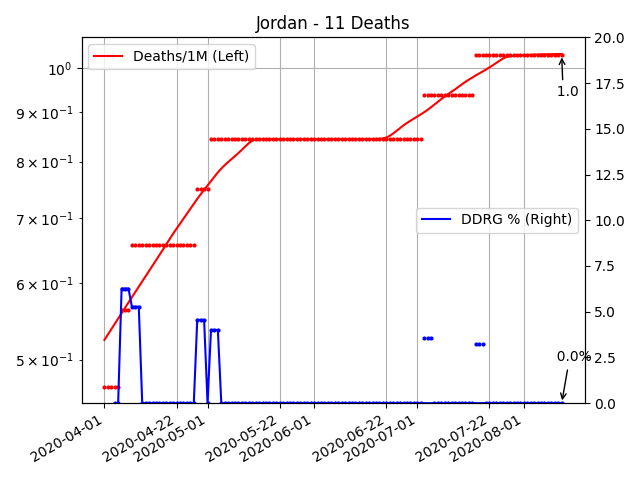 Jordan - 11 Deaths
Deaths/1M (Left)
DDRG % (Right)
1.0
0.0%
10⁰
9 × 10⁻¹
8 × 10⁻¹
7 × 10⁻¹
6 × 10⁻¹
5 × 10⁻¹
20.0
17.5
15.0
12.5
10.0
7.5
5.0
2.5
0.0
2020-04-01
2020-04-22
2020-05-01
2020-05-22
2020-06-01
2020-06-22
2020-07-01
2020-07-22
2020-08-01